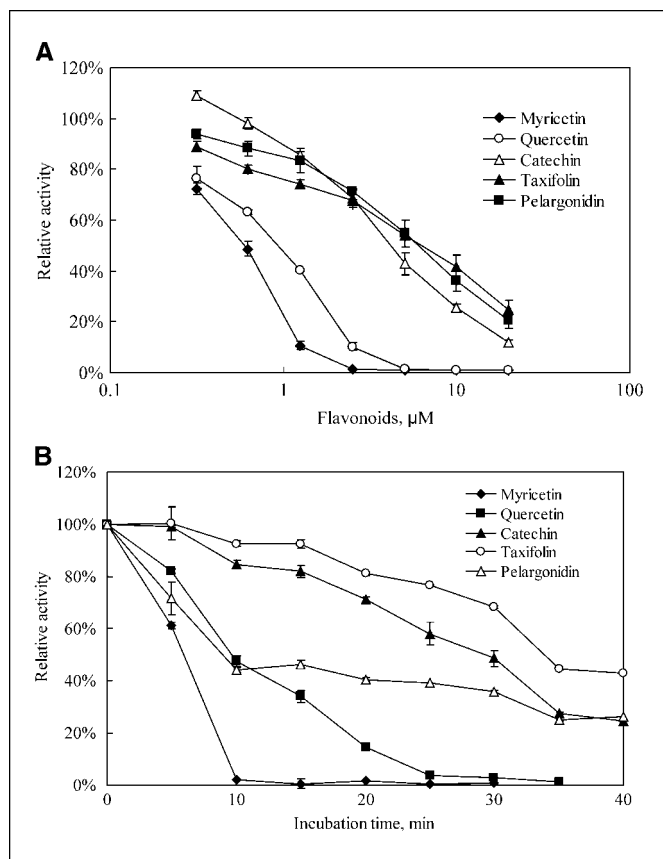 A
120%
100%
80%
60%
40%
20%
0%
Relative activity
Myricetin
Quercetin
Catechin
Taxifolin
Pelargonidin
0.1 1 10 100
Flavonoids, µM
B
120%
100%
80%
60%
40%
20%
0%
Relative activity
Myricetin
Quercetin
Catechin
Taxifolin
Pelargonidin
0 10 20 30 40
Incubation time, min